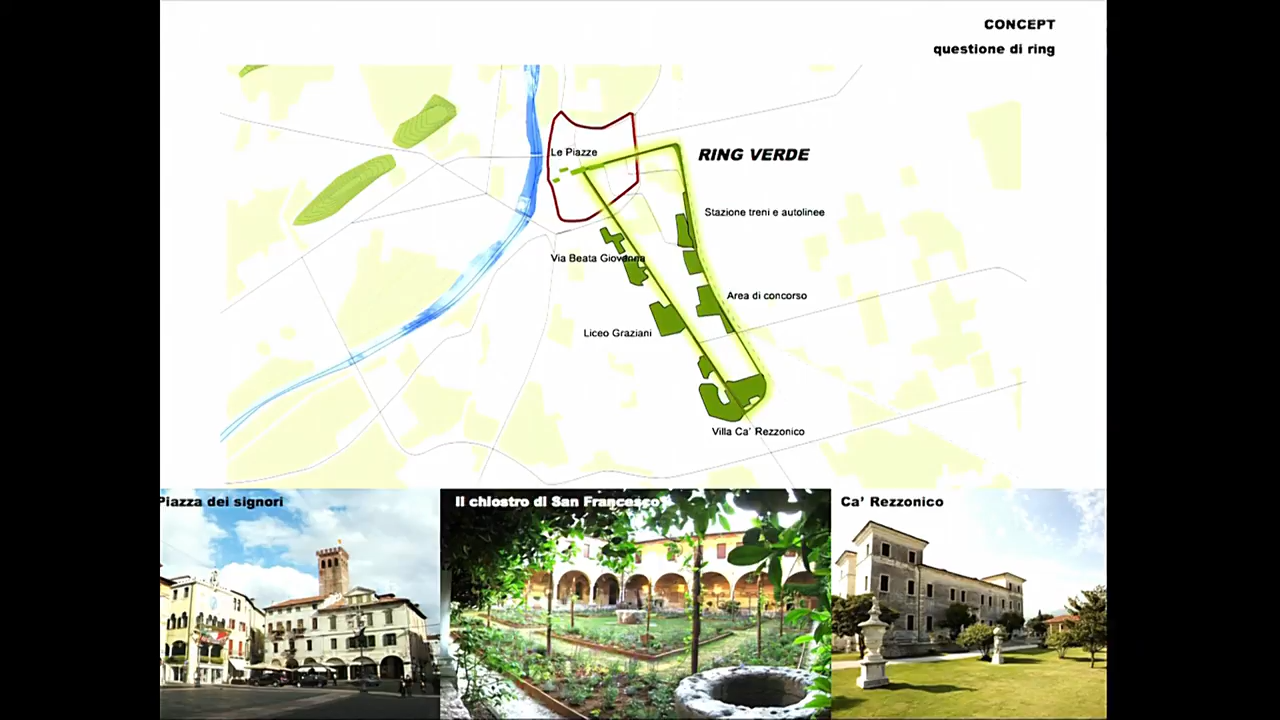 CONCEPT
questione di ring
Le Piazze
RING VERDE
Stazione treni e autolinee
Via Beata Giovanna
Area di concorso
Liceo Graziani
Villa Ca' Rezzonico
Piazza dei signori
Il chiostro di San Francesco
Ca' Rezzonico